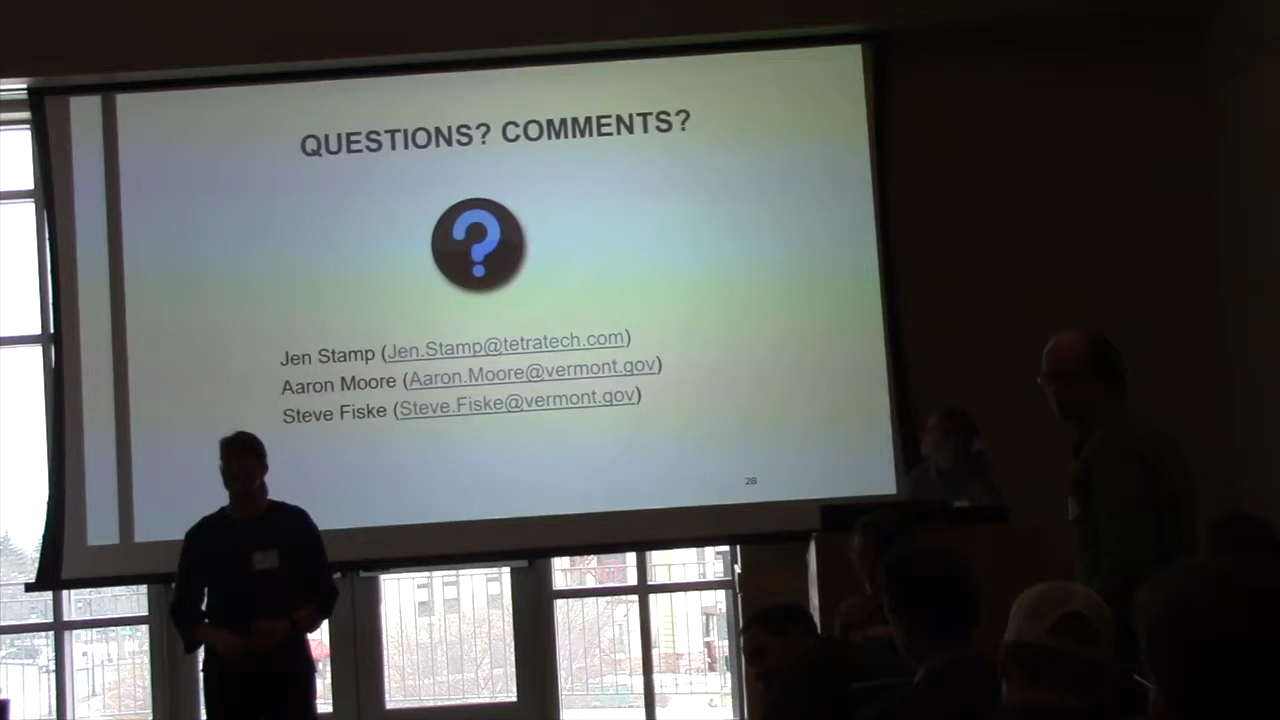 QUESTIONS? COMMENTS?
?
Jen Stamp (Jen.Stamp@tetratech.com)
Aaron Moore (Aaron.Moore@vermont.gov)
Steve Fiske (Steve.Fiske@vermont.gov)
28